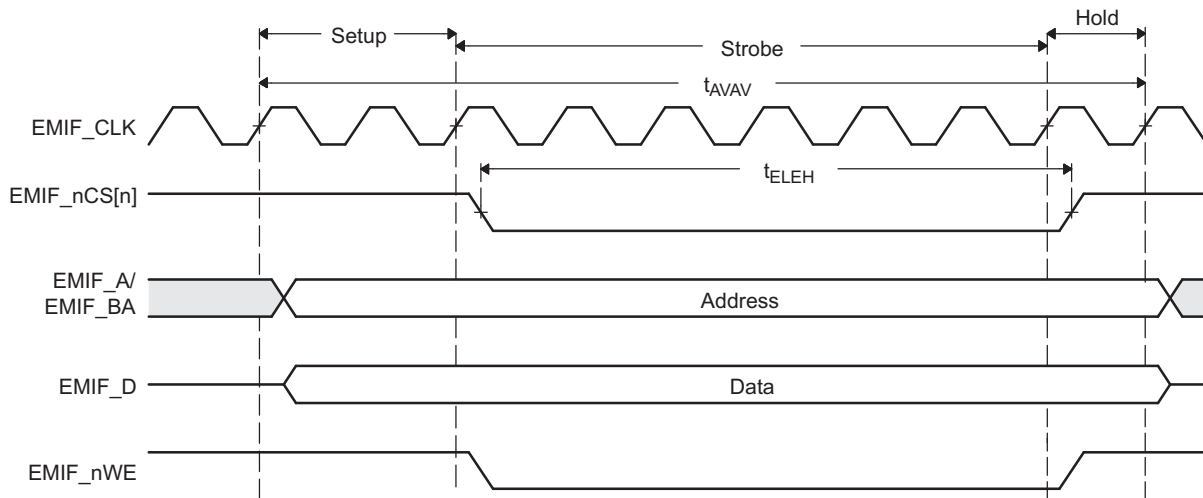 Setup
Strobe
Hold
tAVAV
EMIF_CLK
tELEH
EMIF_nCS[n]
EMIF_A/
EMIF_BA
Address
EMIF_D
Data
EMIF_nWE